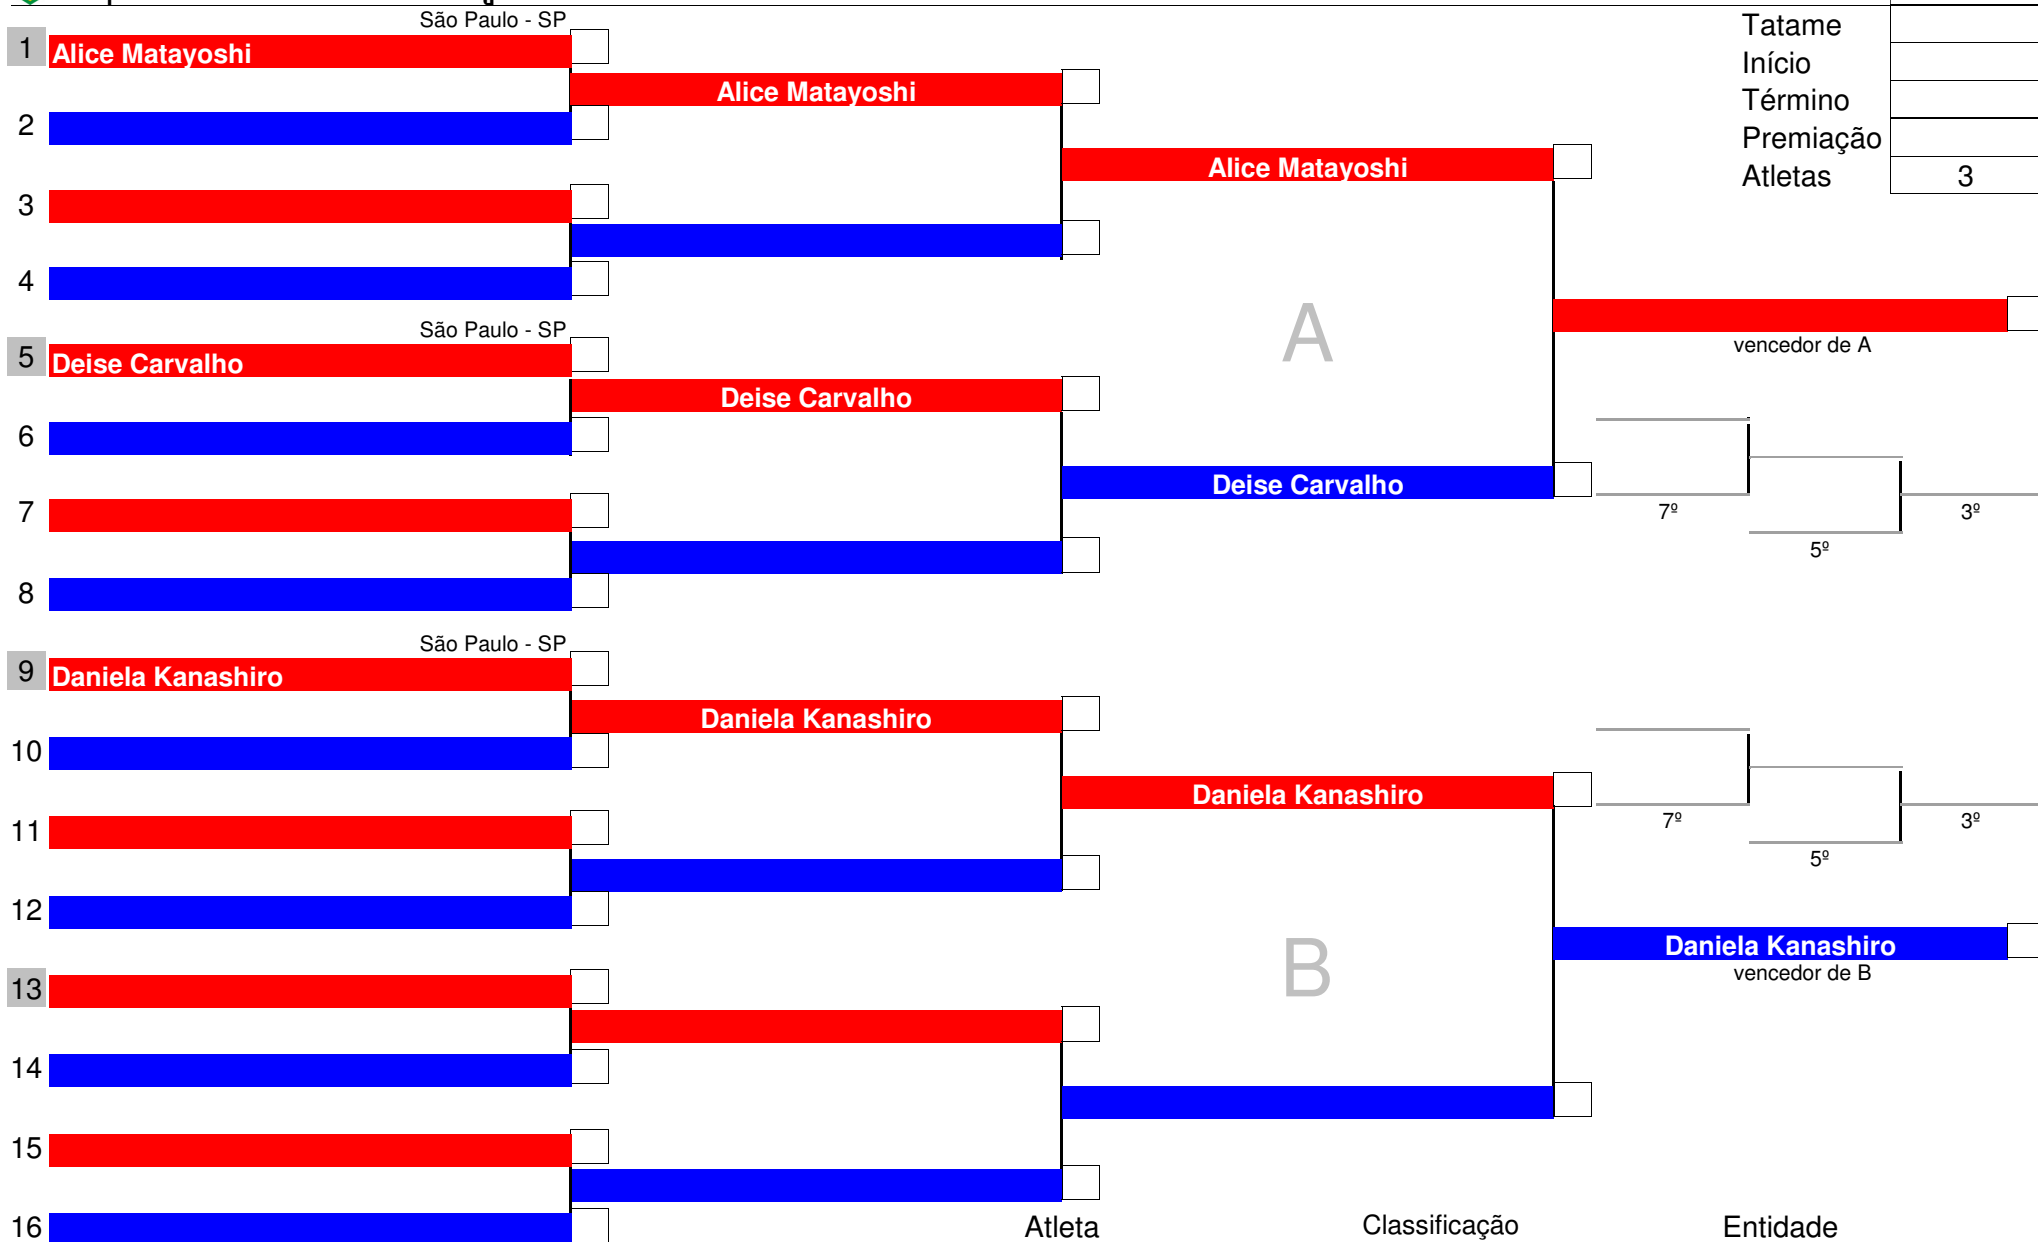 São Paulo - SP
Tatame
1 Alice Matayoshi
Início
Alice Matayoshi
Término
2
Premiação
Alice Matayoshi
Atletas 3
3
4
São Paulo - SP
A
vencedor de A
5 Deise Carvalho
Deise Carvalho
6
Deise Carvalho
7
7º
3º
5º
8
São Paulo - SP
9 Daniela Kanashiro
Daniela Kanashiro
10
Daniela Kanashiro
7º
3º
11
5º
12
Daniela Kanashiro
B
vencedor de B
13
14
15
16
Atleta Classificação Entidade